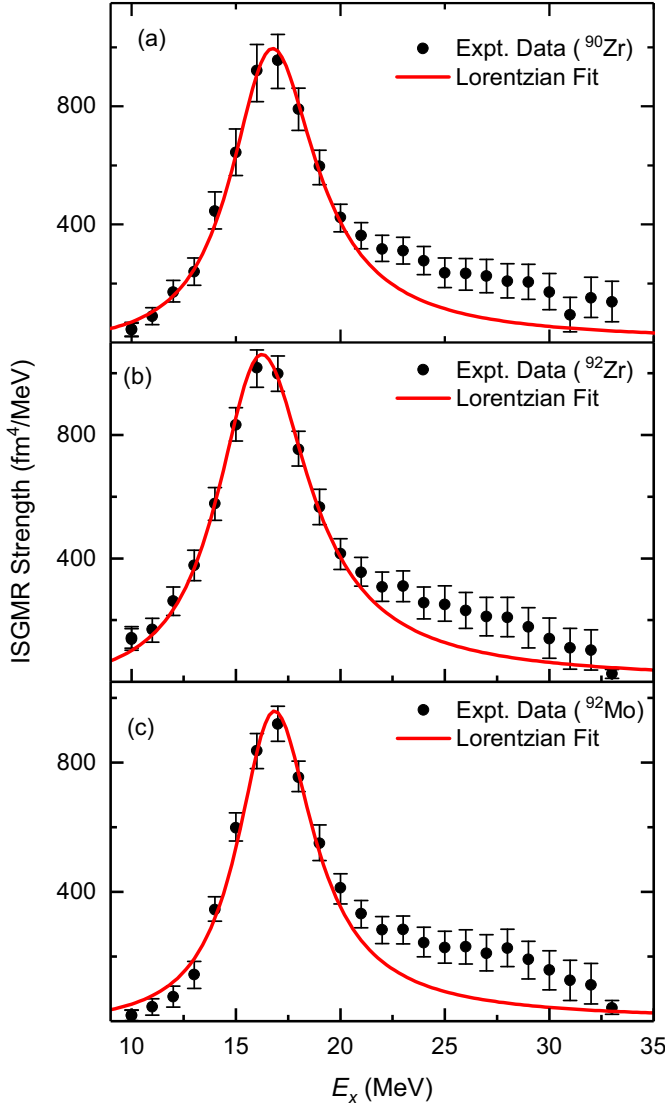 (a)
Expt. Data (⁹⁰Zr)
Lorentzian Fit
800
400
(b)
Expt. Data (⁹²Zr)
Lorentzian Fit
800
400
ISGMR Strength (fm⁴/MeV)
(c)
Expt. Data (⁹²Mo)
Lorentzian Fit
800
400
10 15 20 25 30 35
Eₓ (MeV)